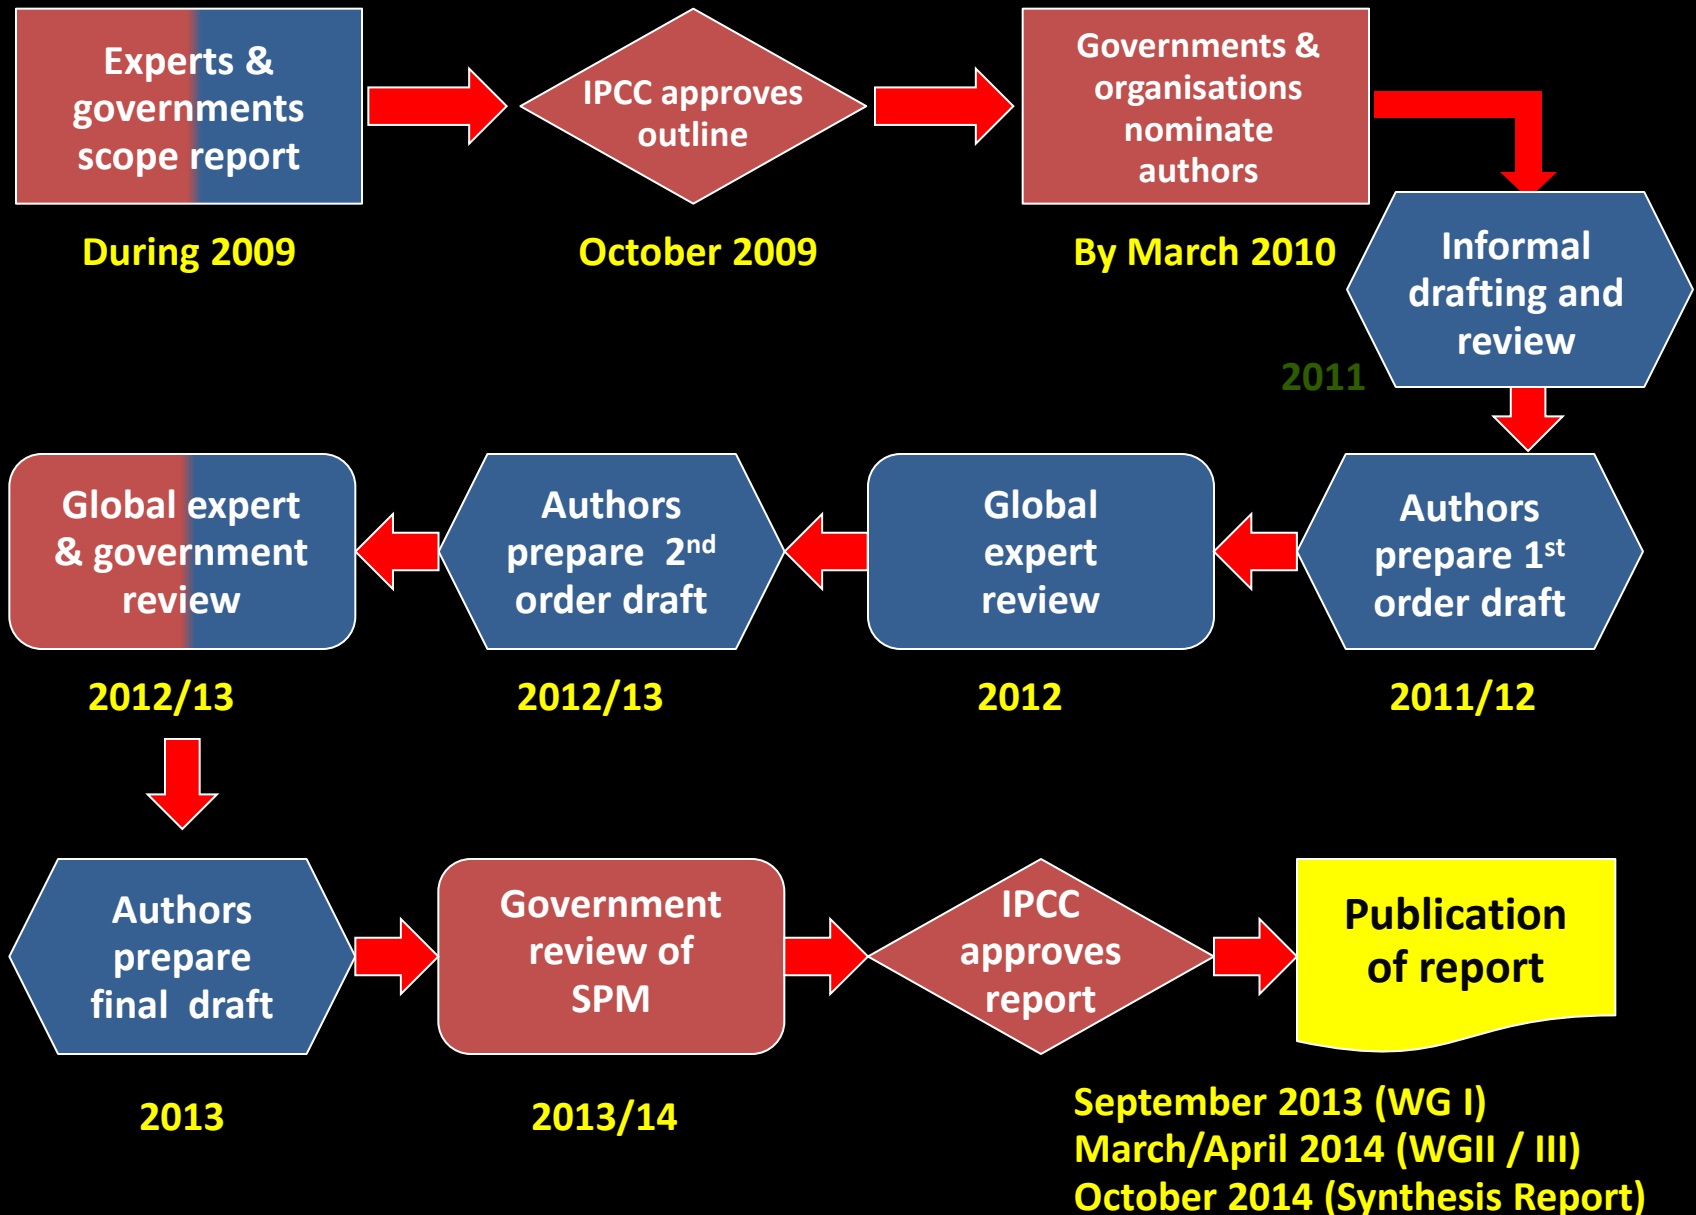 Experts &
governments
scope report
IPCC approves
outline
Governments &
organisations
nominate
authors
During 2009
October 2009
By March 2010
Informal
drafting and
review
2011
Global expert
& government
review
Authors
prepare 2nd
order draft
Global
expert
review
Authors
prepare 1st
order draft
2012/13
2012/13
2012
2011/12
Authors
prepare
final draft
Government
review of
SPM
IPCC
approves
report
Publication
of report
2013
2013/14
September 2013 (WG I)
March/April 2014 (WGII / III)
October 2014 (Synthesis Report)